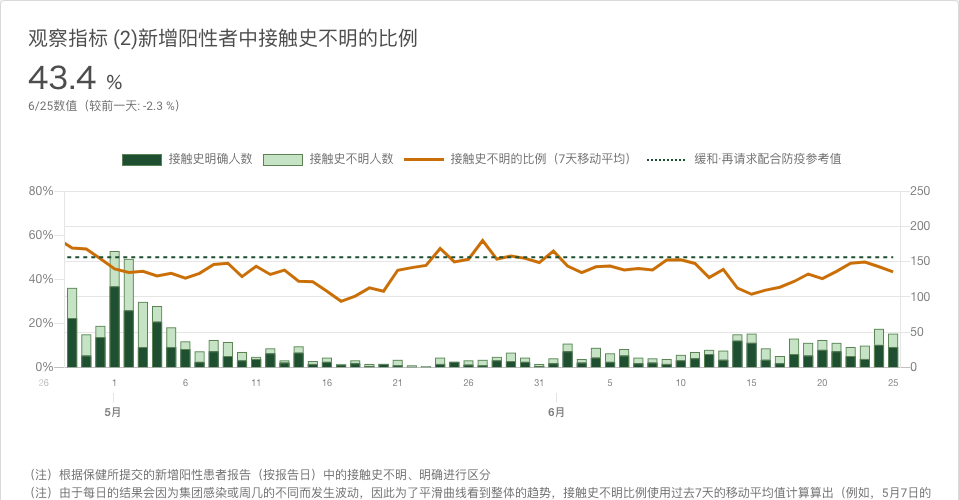 观察指标 (2)新增阳性者中接触史不明的比例
43.4 %
6/25数值（较前一天: -2.3 %）
接触史明确人数 接触史不明人数 接触史不明的比例（7天移动平均） 缓和·再请求配合防疫参考值
80% 250
200
60%
150
40%
100
20%
50
0% 0
26 1 6 11 16 21 26 31 5 10 15 20 25
5月 6月
（注）根据保健所提交的新增阳性患者报告（按报告日）中的接触史不明、明确进行区分
（注）由于每日的结果会因为集团感染或周几的不同而发生波动，因此为了平滑曲线看到整体的趋势，接触史不明比例使用过去7天的移动平均值计算算出（例如，5月7日的